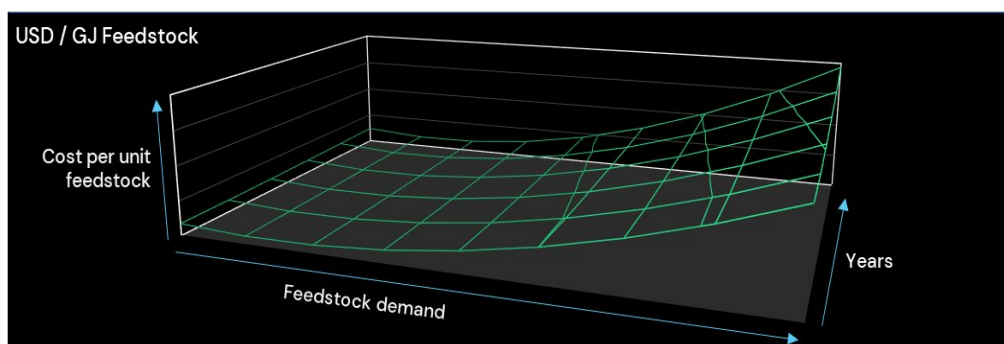 USD / GJ Feedstock
Cost per unit
feedstock
Feedstock demand
Years